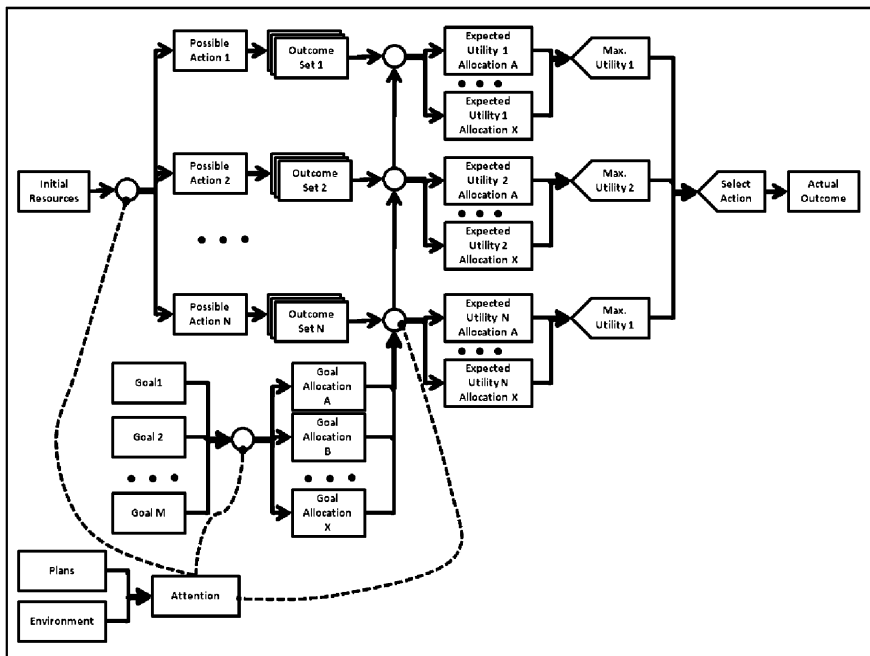 Possible
Action 1
Outcome
Set 1
Expected
Utility 1
Allocation A
Expected
Utility 1
Allocation X
Max.
Utility 1
Initial
Resources
Possible
Action 2
Outcome
Set 2
Expected
Utility 2
Allocation A
Expected
Utility 2
Allocation X
Max.
Utility 2
Select
Action
Actual
Outcome
Possible
Action N
Outcome
Set N
Expected
Utility N
Allocation A
Expected
Utility N
Allocation X
Max.
Utility 1
Goal1
Goal 2
Goal M
Goal
Allocation
A
Goal
Allocation
B
Goal
Allocation
X
Plans
Environment
Attention